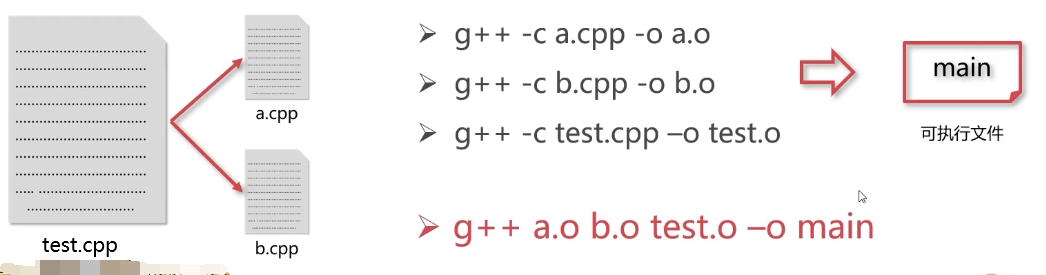 test.cpp
a.cpp
b.cpp
➢ g++ -c a.cpp -o a.o
➢ g++ -c b.cpp -o b.o
➢ g++ -c test.cpp –o test.o
➢ g++ a.o b.o test.o –o main
main
可执行文件